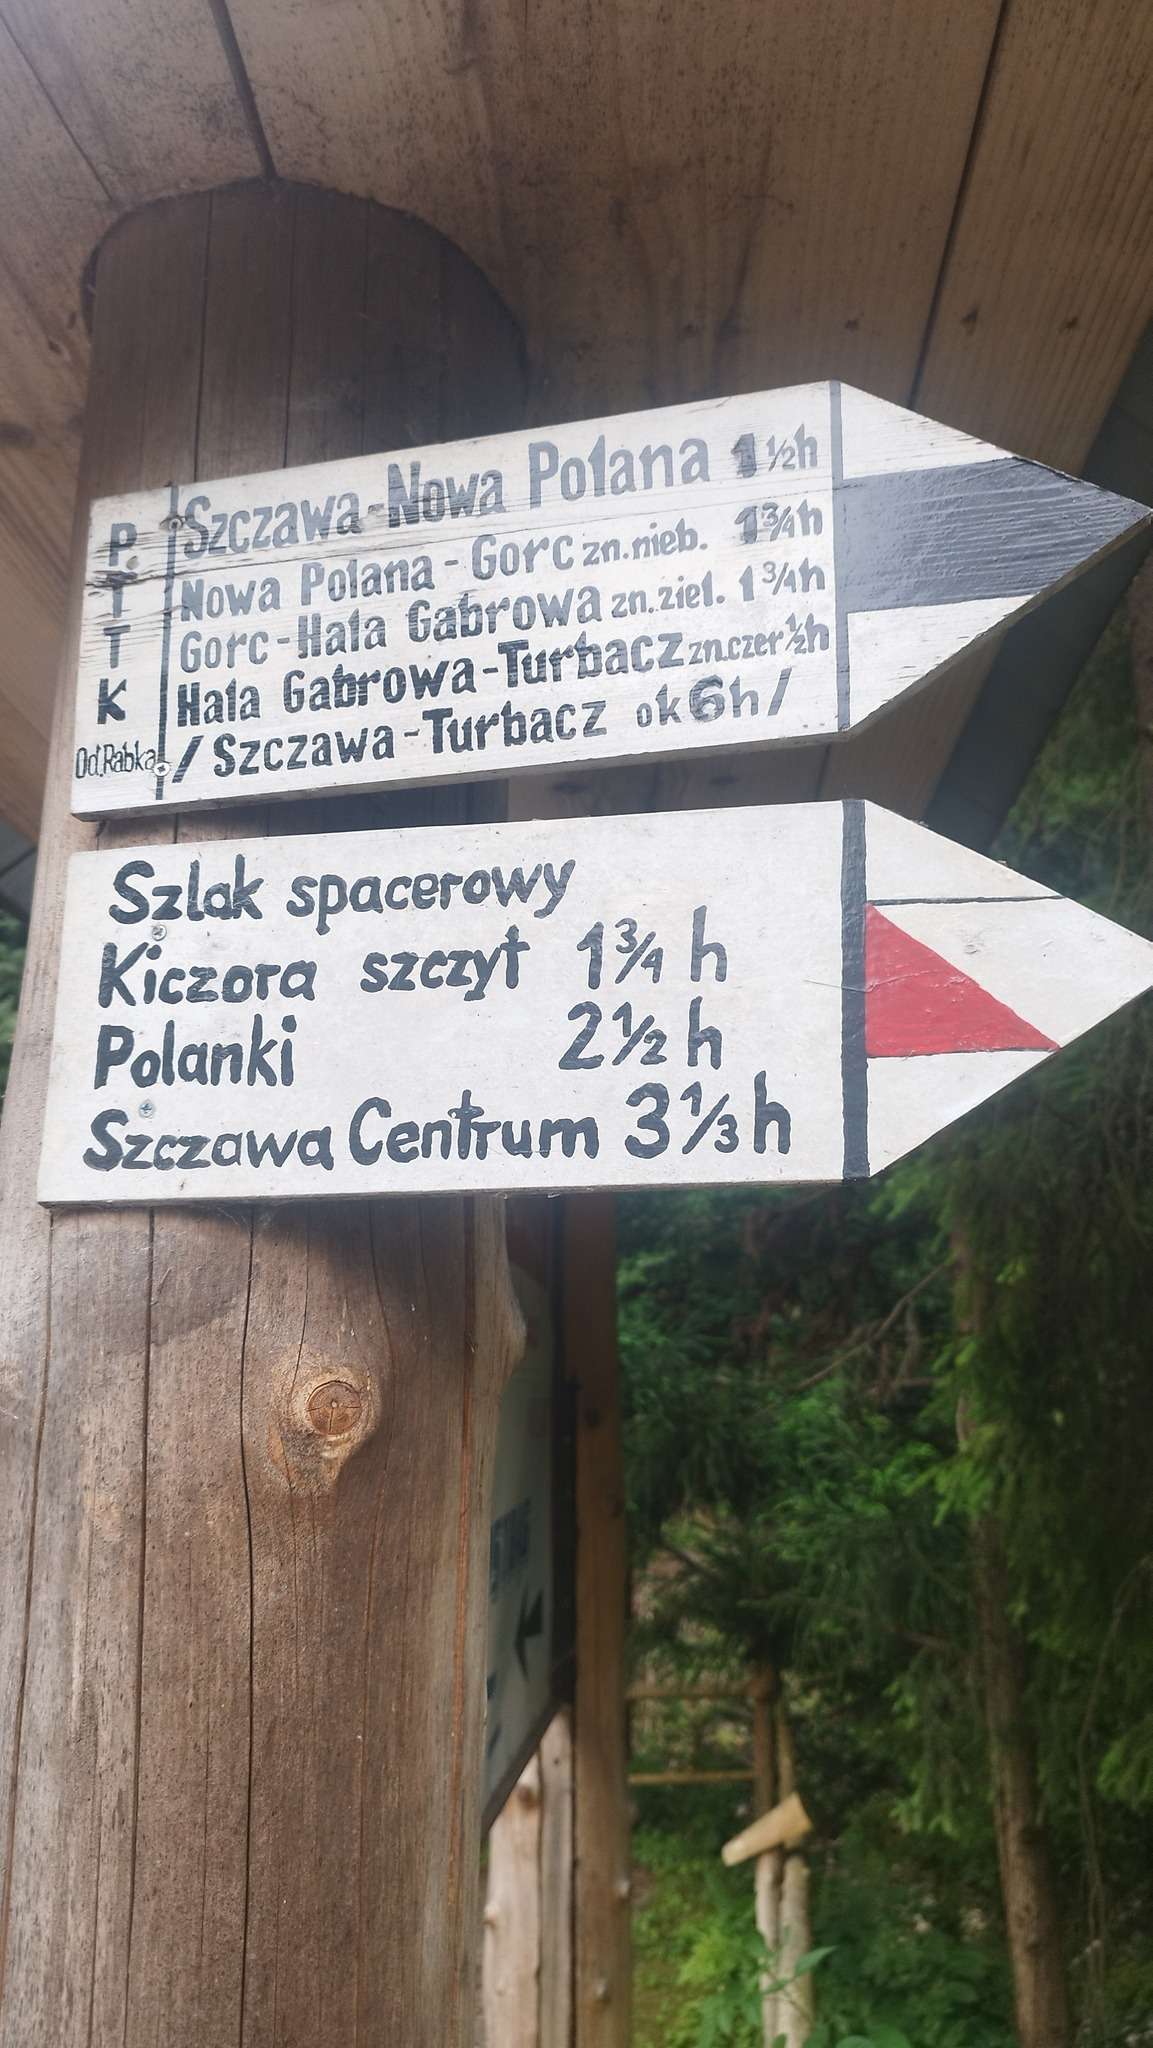 P.
T
T
K
Od. Rabka
Szczawa-Nowa Polana 1 ½h
Nowa Polana - Gorc zn.nieb. 1¾h
Gorc-Hala Gabrowa zn.ziel. 1¾h
Hala Gabrowa-Turbacz zn.czer ½h
/ Szczawa-Turbacz ok 6h /
Szlak spacerowy
Kiczora szczyt 1¾ h
Polanki 2½ h
Szczawa Centrum 3⅓ h